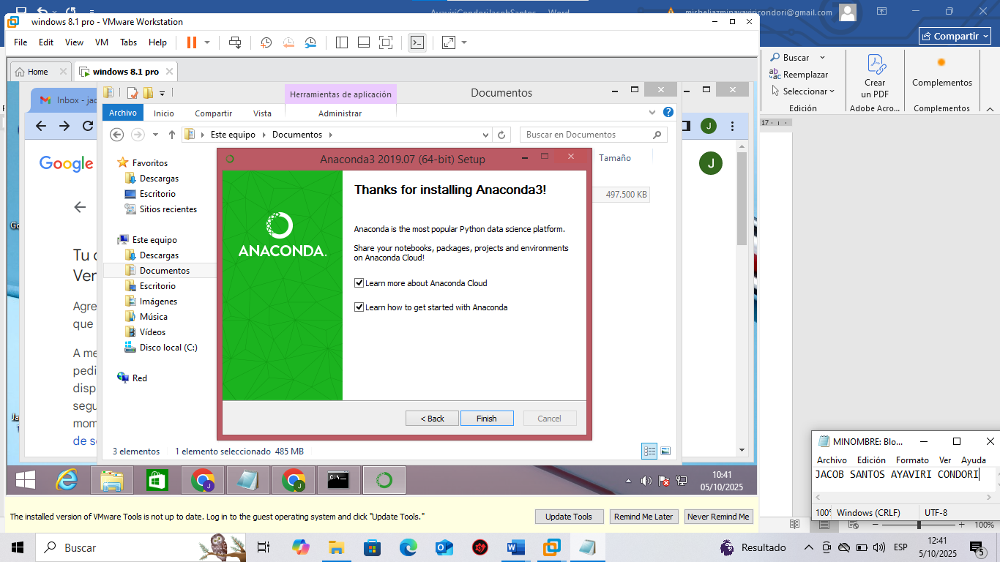 AyaviriCondoriJacobSantos - Word
misheljazminayaviricondori@gmail.com
windows 8.1 pro - VMware Workstation
File Edit View VM Tabs Help
Compartir
Home
windows 8.1 pro
Buscar
Reemplazar
Seleccionar
Edición
Crear
un PDF
Adobe Acro...
Complementos
Complementos
17
Inbox - jac
Herramientas de aplicación
Documentos
Archivo Inicio Compartir Vista Administrar
Este equipo Documentos
Buscar en Documentos
J
Google
J
Tu c
Ver
Agre
que
A me
pedi
disp
segu
mom
de se
Favoritos
Descargas
Escritorio
Sitios recientes
Este equipo
Descargas
Documentos
Escritorio
Imágenes
Música
Vídeos
Disco local (C:)
Red
Tamaño
497.500 KB
Anaconda3 2019.07 (64-bit) Setup
ANACONDA.
Thanks for installing Anaconda3!
Anaconda is the most popular Python data science platform.
Share your notebooks, packages, projects and environments
on Anaconda Cloud!
Learn more about Anaconda Cloud
Learn how to get started with Anaconda
< Back Finish Cancel
3 elementos 1 elemento seleccionado 485 MB
10:41
05/10/2025
The installed version of VMware Tools is not up to date. Log in to the guest operating system and click "Update Tools."
Update Tools Remind Me Later Never Remind Me
MINOMBRE: Blo...
Archivo Edición Formato Ver Ayuda
JACOB SANTOS AYAVIRI CONDORI
100% Windows (CRLF) UTF-8
100%
Buscar
Resultado
ESP
12:41
5/10/2025
5